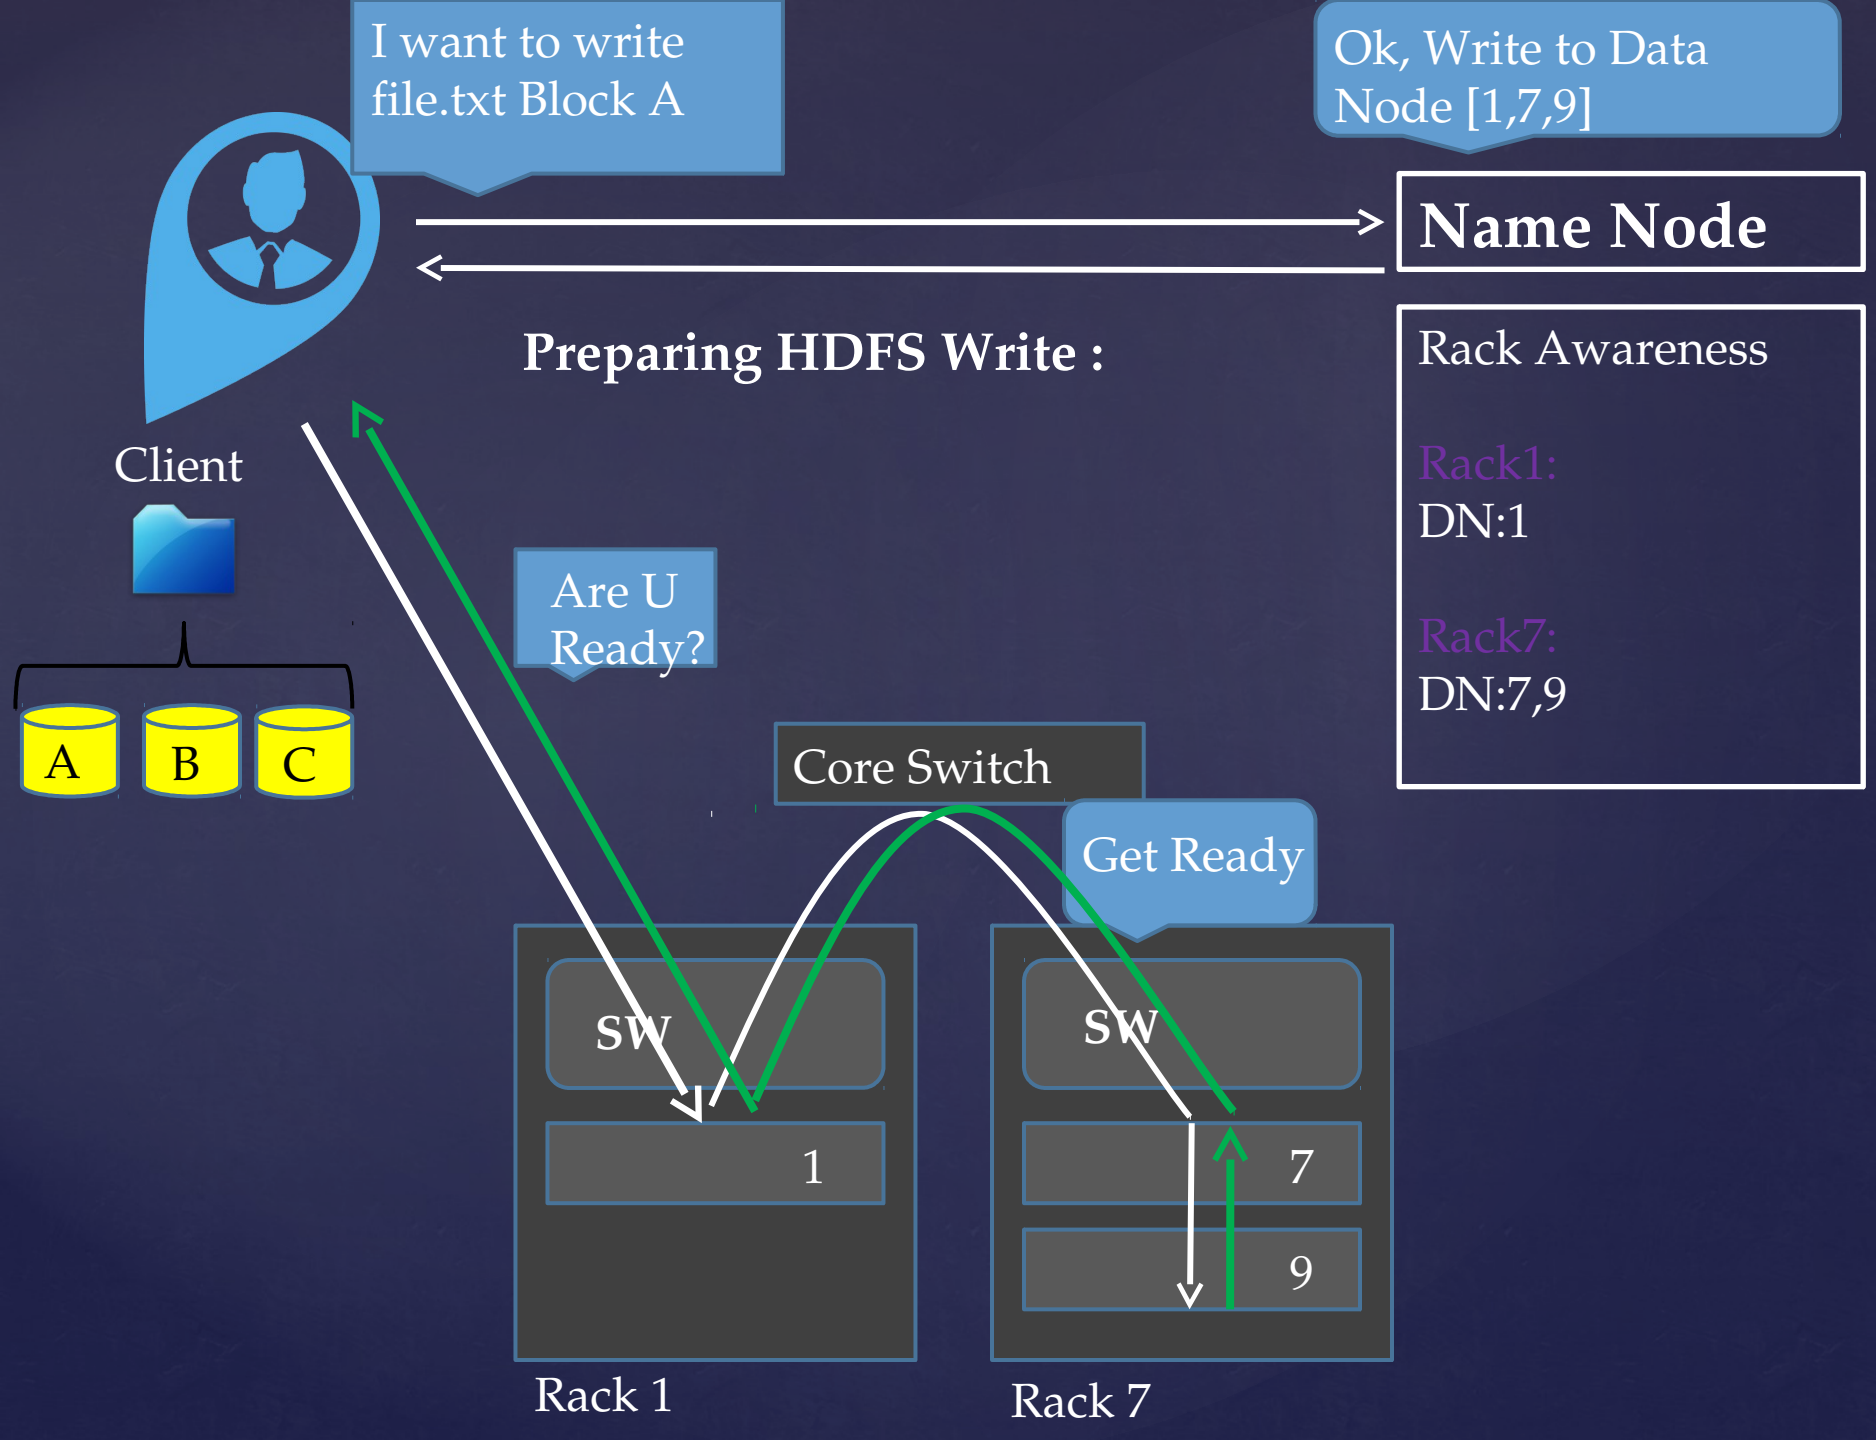 I want to write
file.txt Block A
Ok, Write to Data
Node [1,7,9]
Name Node
Preparing HDFS Write :
Rack Awareness
Rack1:
DN:1
Rack7:
DN:7,9
Client
A
B
C
Are U
Ready?
Core Switch
Get Ready
SW
SW
1
7
9
Rack 1
Rack 7